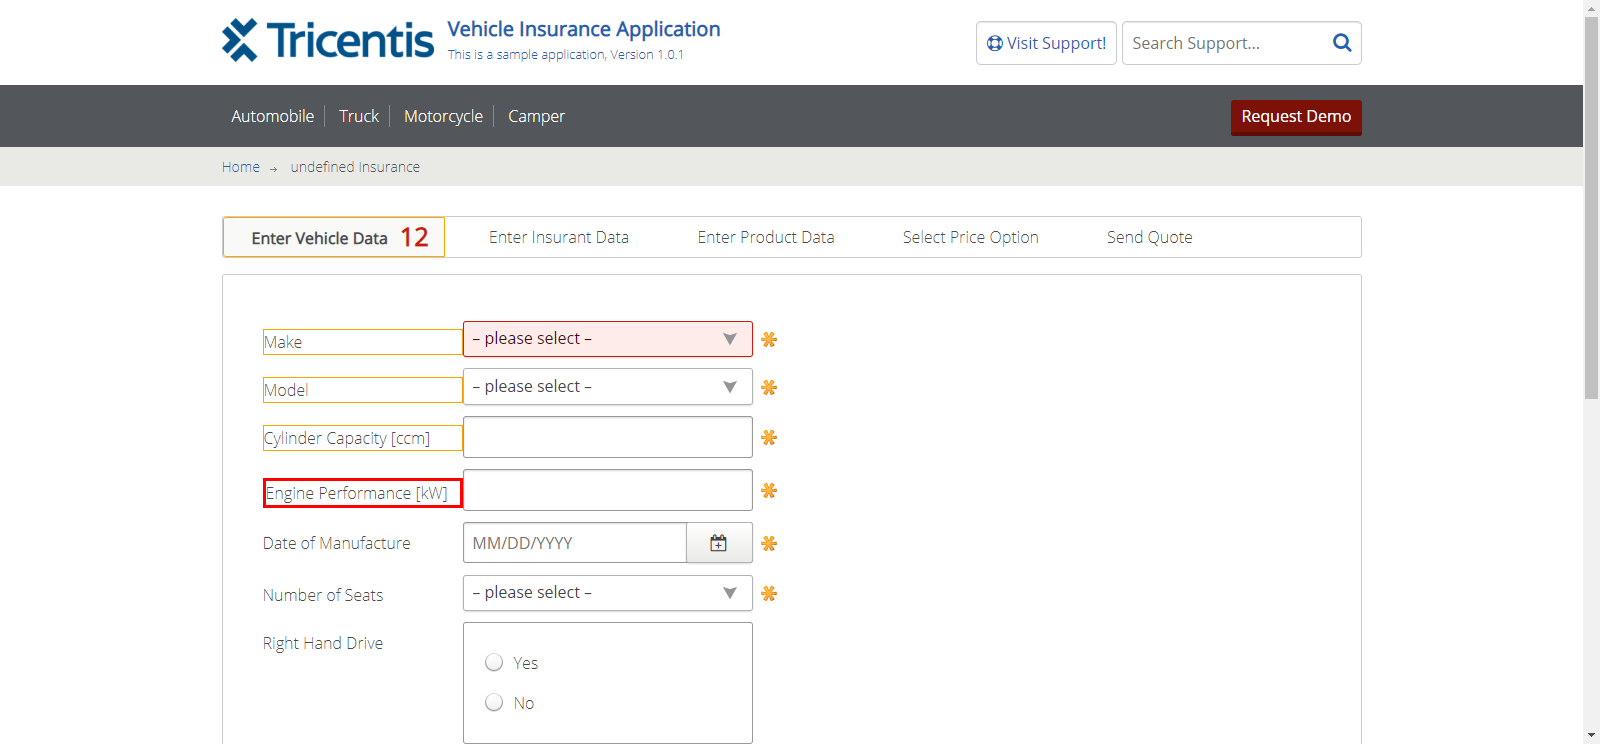 Tricentis
Vehicle Insurance Application
This is a sample application, Version 1.0.1
Visit Support!
Search Support...
Automobile
Truck
Motorcycle
Camper
Request Demo
Home → undefined Insurance
Enter Vehicle Data 12
Enter Insurant Data
Enter Product Data
Select Price Option
Send Quote
Make
– please select –
Model
– please select –
Cylinder Capacity [ccm]
Engine Performance [kW]
Date of Manufacture
MM/DD/YYYY
Number of Seats
– please select –
Right Hand Drive
Yes
No